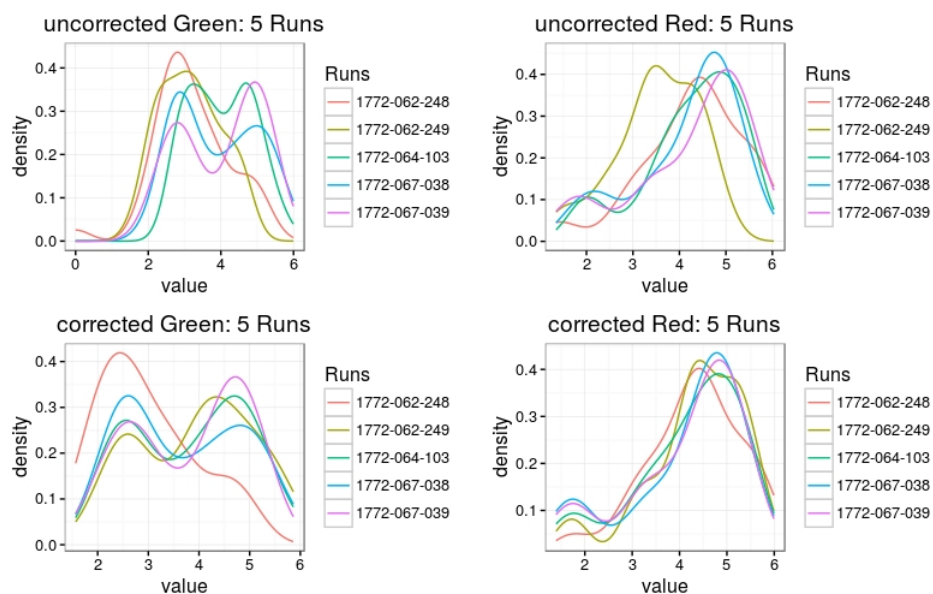 uncorrected Green: 5 Runs
density
0.4
0.3
0.2
0.1
0.0
0 2 4 6
value
Runs
1772-062-248
1772-062-249
1772-064-103
1772-067-038
1772-067-039
uncorrected Red: 5 Runs
density
0.4
0.3
0.2
0.1
0.0
2 3 4 5 6
value
Runs
1772-062-248
1772-062-249
1772-064-103
1772-067-038
1772-067-039
corrected Green: 5 Runs
density
0.4
0.3
0.2
0.1
0.0
2 3 4 5 6
value
Runs
1772-062-248
1772-062-249
1772-064-103
1772-067-038
1772-067-039
corrected Red: 5 Runs
density
0.4
0.3
0.2
0.1
2 3 4 5 6
value
Runs
1772-062-248
1772-062-249
1772-064-103
1772-067-038
1772-067-039